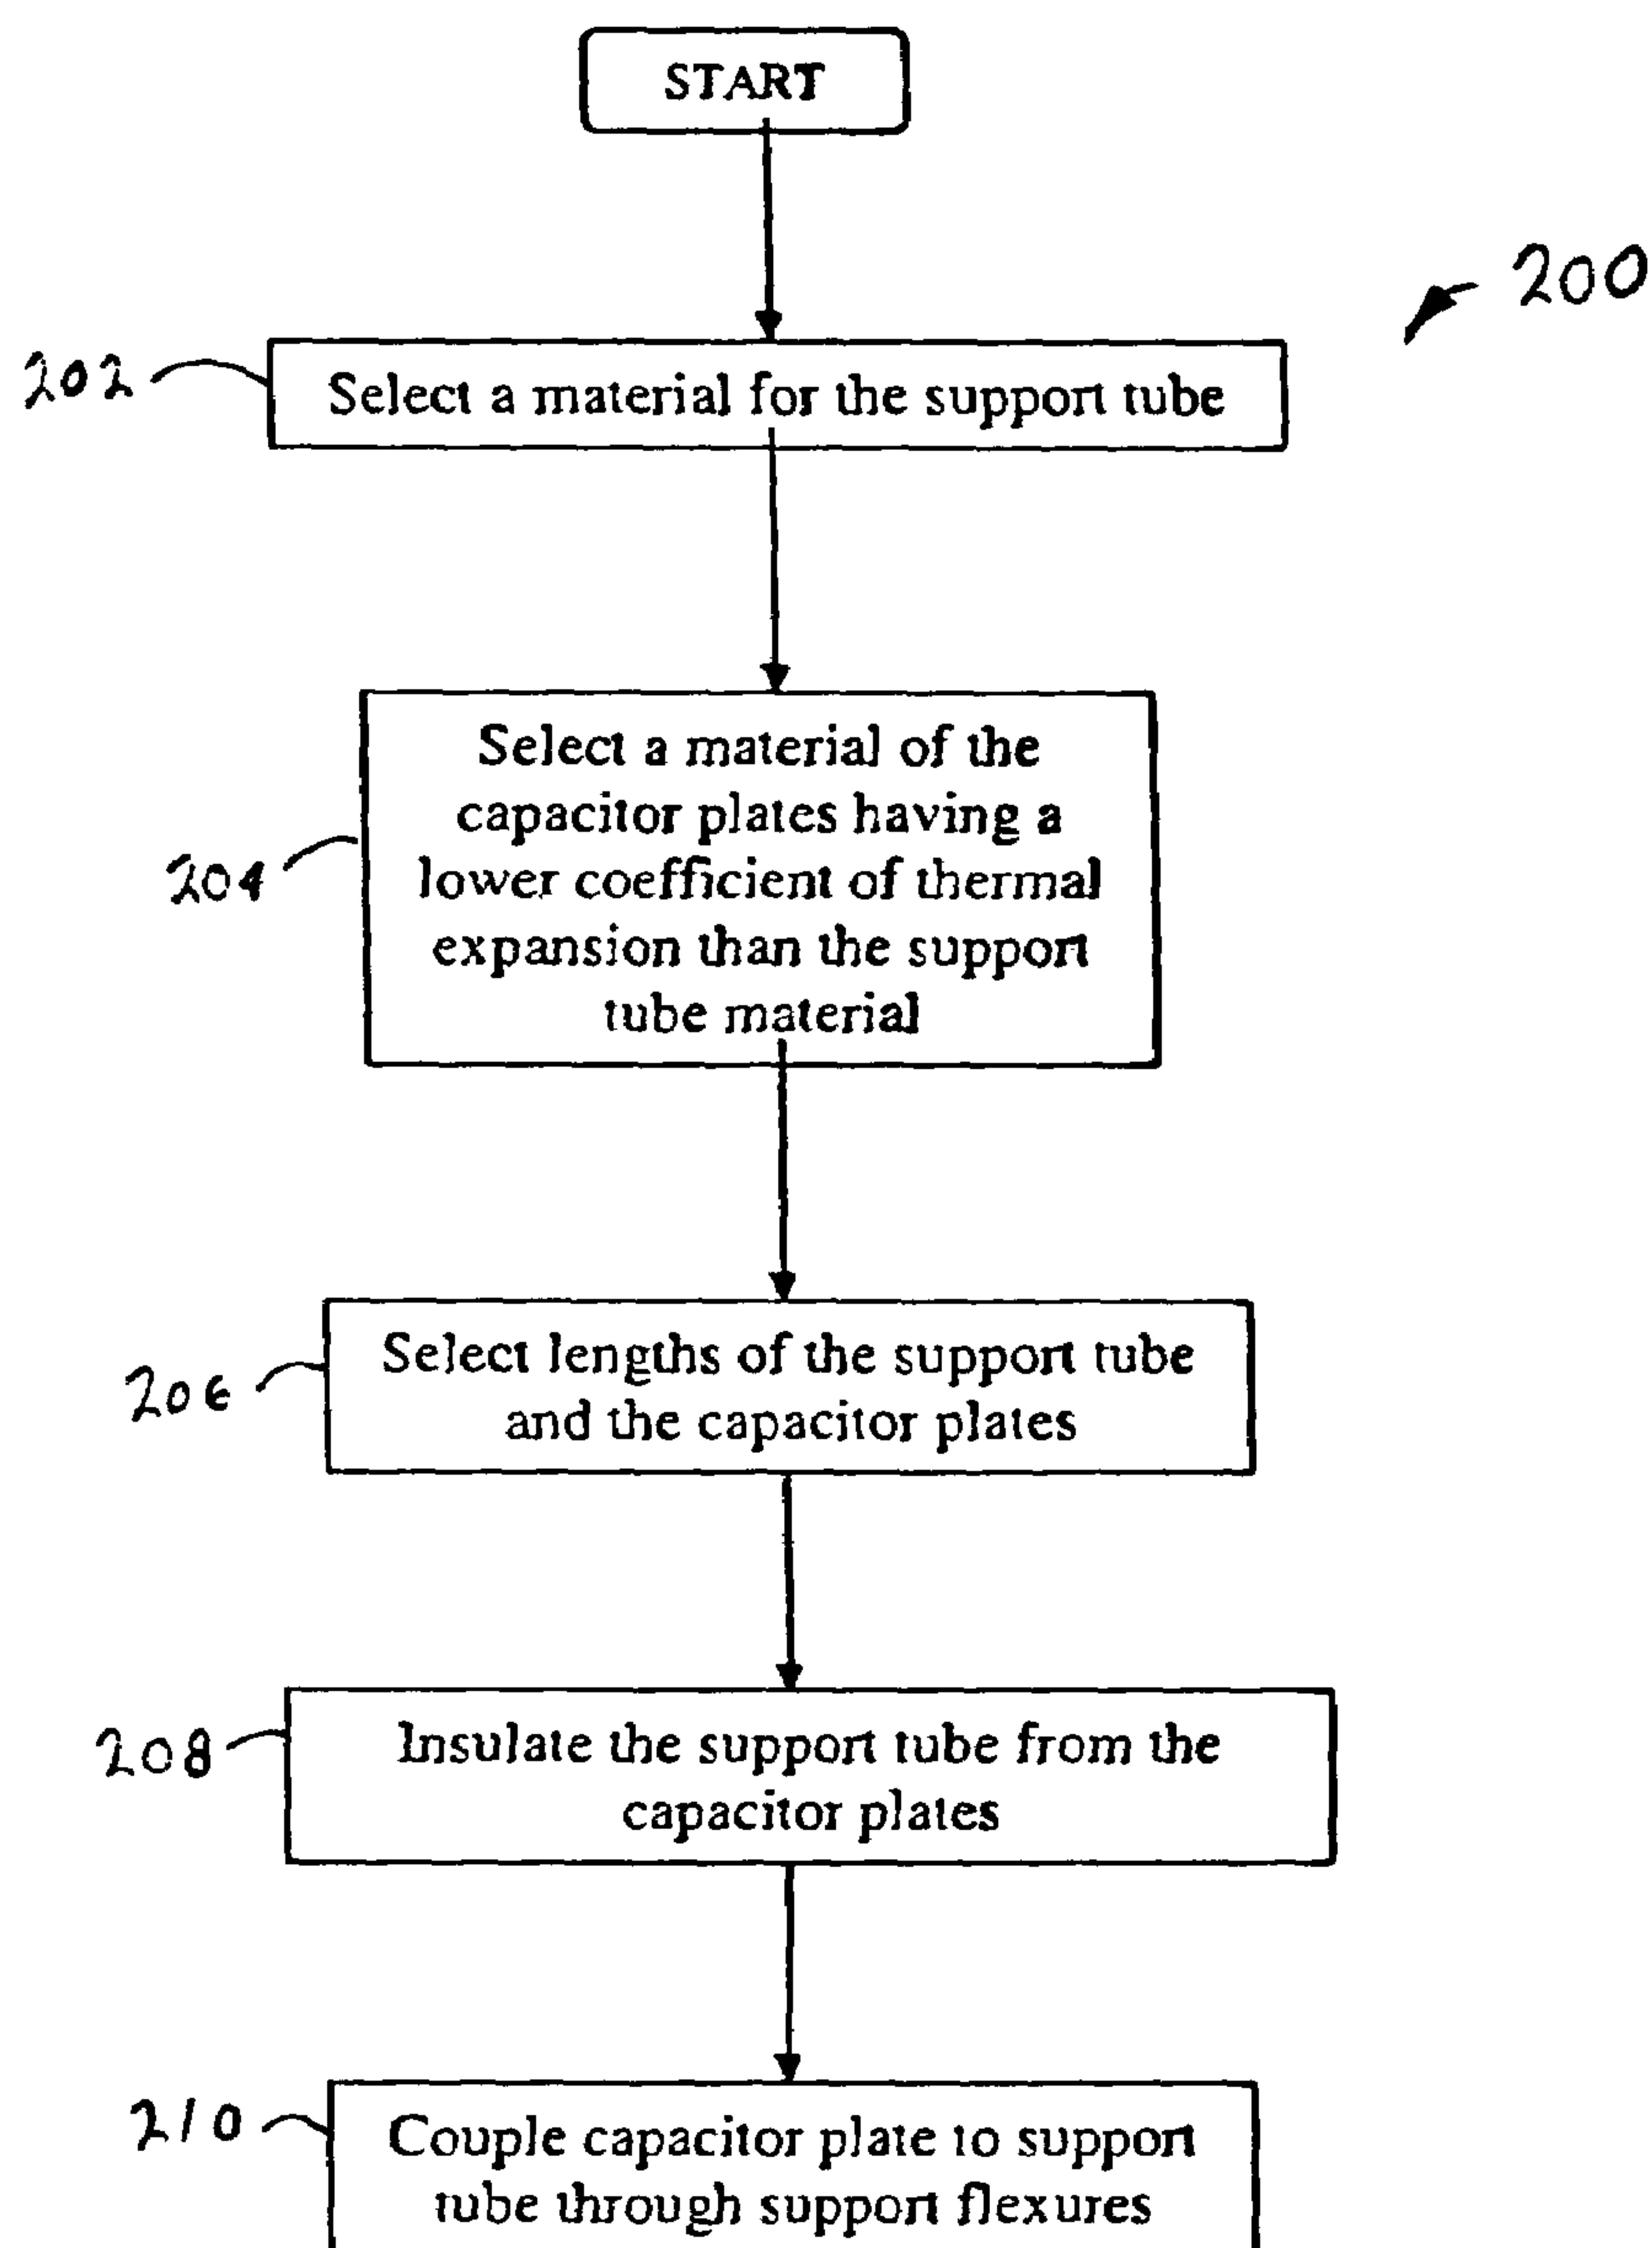 START
200
202
Select a material for the support tube
Select a material of the
capacitor plates having a
lower coefficient of thermal
expansion than the support
tube material
204
Select lengths of the support tube
and the capacitor plates
206
Insulate the support tube from the
capacitor plates
208
210
Couple capacitor plate to support
tube through support flexures